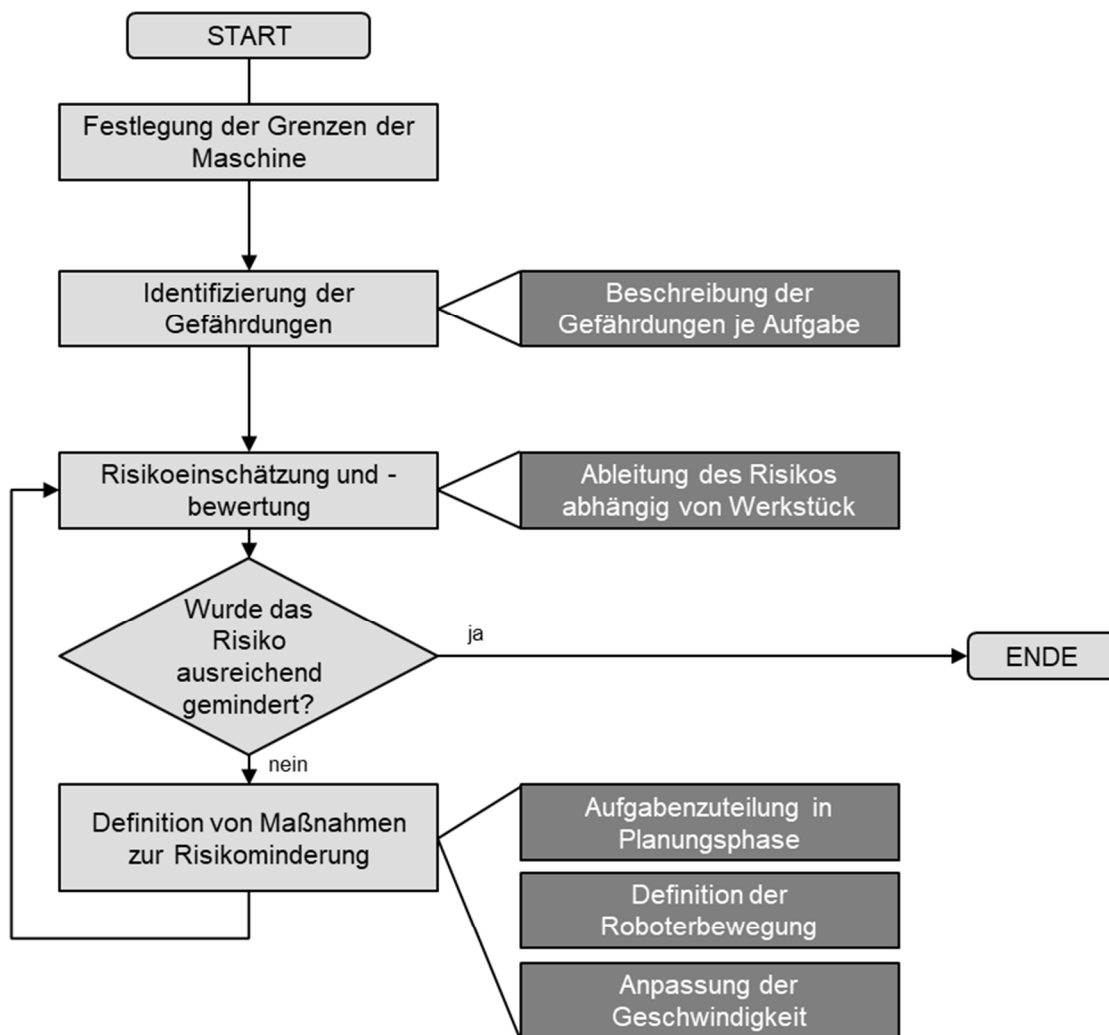 START
Festlegung der Grenzen der
Maschine
Identifizierung der
Gefährdungen
Beschreibung der
Gefährdungen je Aufgabe
Risikoeinschätzung und -
bewertung
Ableitung des Risikos
abhängig von Werkstück
Wurde das
Risiko
ausreichend
gemindert?
ja
ENDE
nein
Definition von Maßnahmen
zur Risikominderung
Aufgabenzuteilung in
Planungsphase
Definition der
Roboterbewegung
Anpassung der
Geschwindigkeit